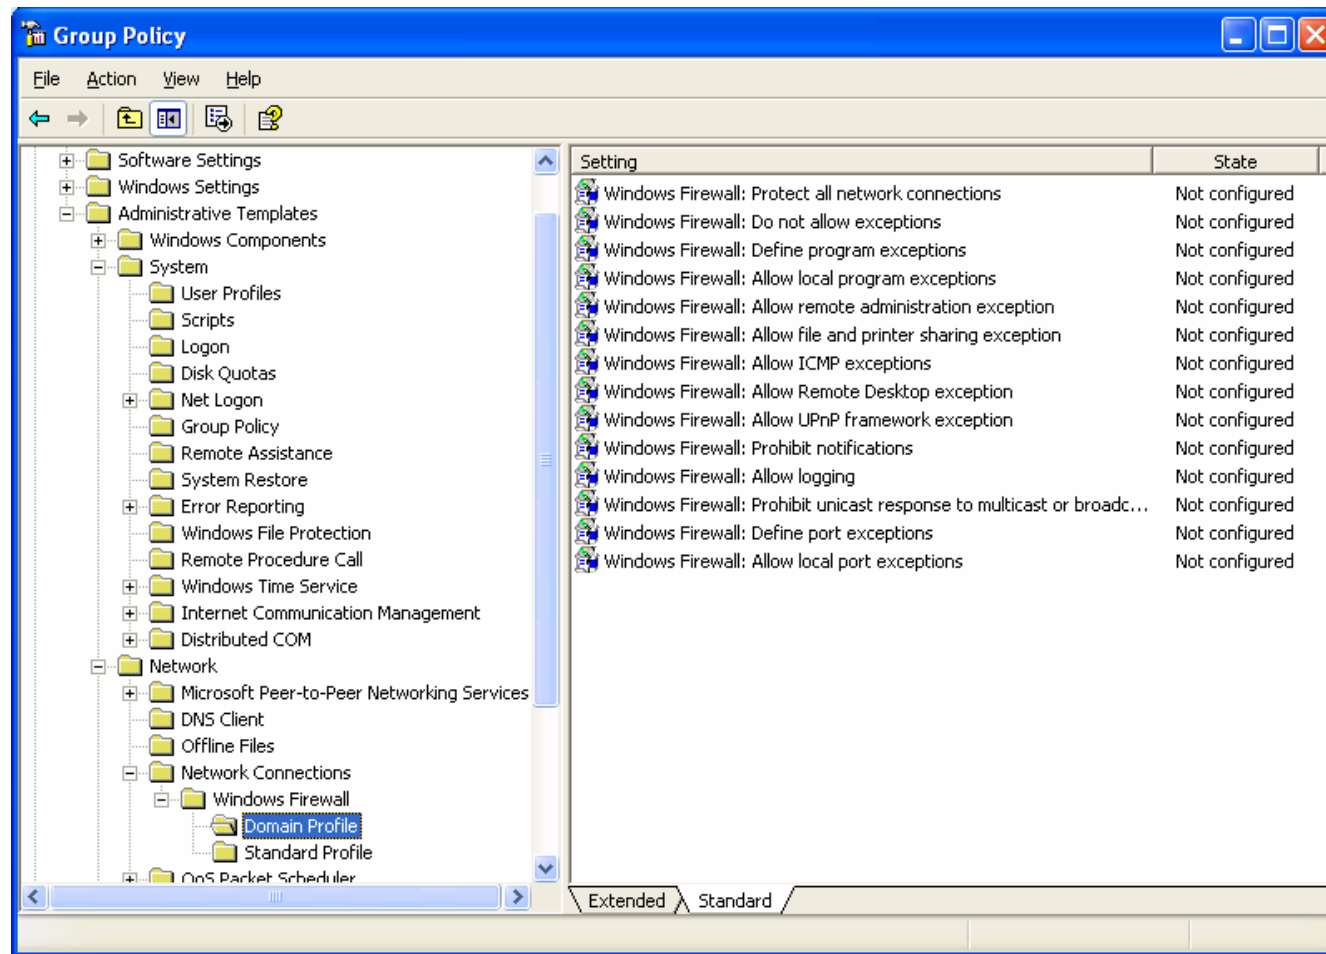 Group Policy
File Action View Help
Software Settings
Windows Settings
Administrative Templates
Windows Components
System
User Profiles
Scripts
Logon
Disk Quotas
Net Logon
Group Policy
Remote Assistance
System Restore
Error Reporting
Windows File Protection
Remote Procedure Call
Windows Time Service
Internet Communication Management
Distributed COM
Network
Microsoft Peer-to-Peer Networking Services
DNS Client
Offline Files
Network Connections
Windows Firewall
Domain Profile
Standard Profile
QoS Packet Scheduler
Setting State
Windows Firewall: Protect all network connections Not configured
Windows Firewall: Do not allow exceptions Not configured
Windows Firewall: Define program exceptions Not configured
Windows Firewall: Allow local program exceptions Not configured
Windows Firewall: Allow remote administration exception Not configured
Windows Firewall: Allow file and printer sharing exception Not configured
Windows Firewall: Allow ICMP exceptions Not configured
Windows Firewall: Allow Remote Desktop exception Not configured
Windows Firewall: Allow UPnP framework exception Not configured
Windows Firewall: Prohibit notifications Not configured
Windows Firewall: Allow logging Not configured
Windows Firewall: Prohibit unicast response to multicast or broadc... Not configured
Windows Firewall: Define port exceptions Not configured
Windows Firewall: Allow local port exceptions Not configured
Extended Standard